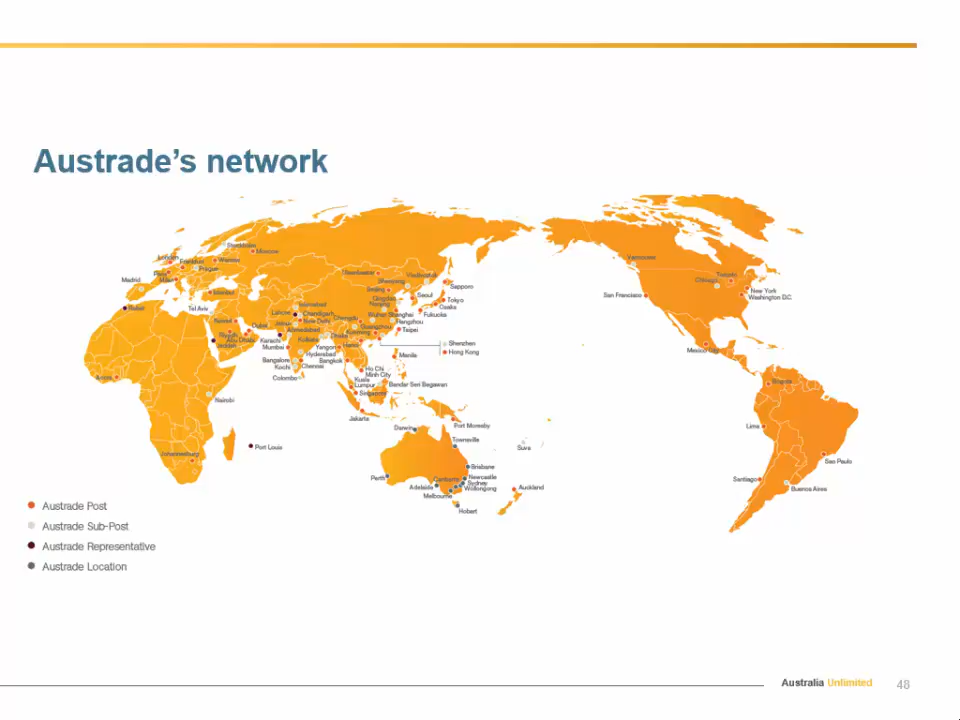 Austrade's network
Stockholm
Moscow
London
Frankfurt
Warsaw
Prague
Paris
Milan
Madrid
Istanbul
Rabat
Tel Aviv
Kuwait
Riyadh
Dubai
Abu Dhabi
Jeddah
Accra
Nairobi
Johannesburg
Port Louis
Islamabad
Lahore
Chandigarh
New Delhi
Jaipur
Ahmedabad
Karachi
Mumbai
Kolkata
Dhaka
Hyderabad
Bangalore
Chennai
Kochi
Colombo
Yangon
Bangkok
Hanoi
Ho Chi
Minh City
Kuala
Lumpur
Singapore
Jakarta
Bandar Seri Begawan
Manila
Ulaanbaatar
Shenyang
Vladivostok
Beijing
Qingdao
Nanjing
Seoul
Sapporo
Tokyo
Osaka
Fukuoka
Chengdu
Wuhan
Shanghai
Hangzhou
Kunming
Guangzhou
Taipei
Shenzhen
Hong Kong
Port Moresby
Darwin
Townsville
Suva
Brisbane
Perth
Canberra
Newcastle
Sydney
Adelaide
Wollongong
Melbourne
Hobart
Auckland
Vancouver
Toronto
Chicago
San Francisco
New York
Washington D.C.
Mexico City
Bogota
Lima
Sao Paulo
Santiago
Buenos Aires
Austrade Post
Austrade Sub-Post
Austrade Representative
Austrade Location
Australia Unlimited
48